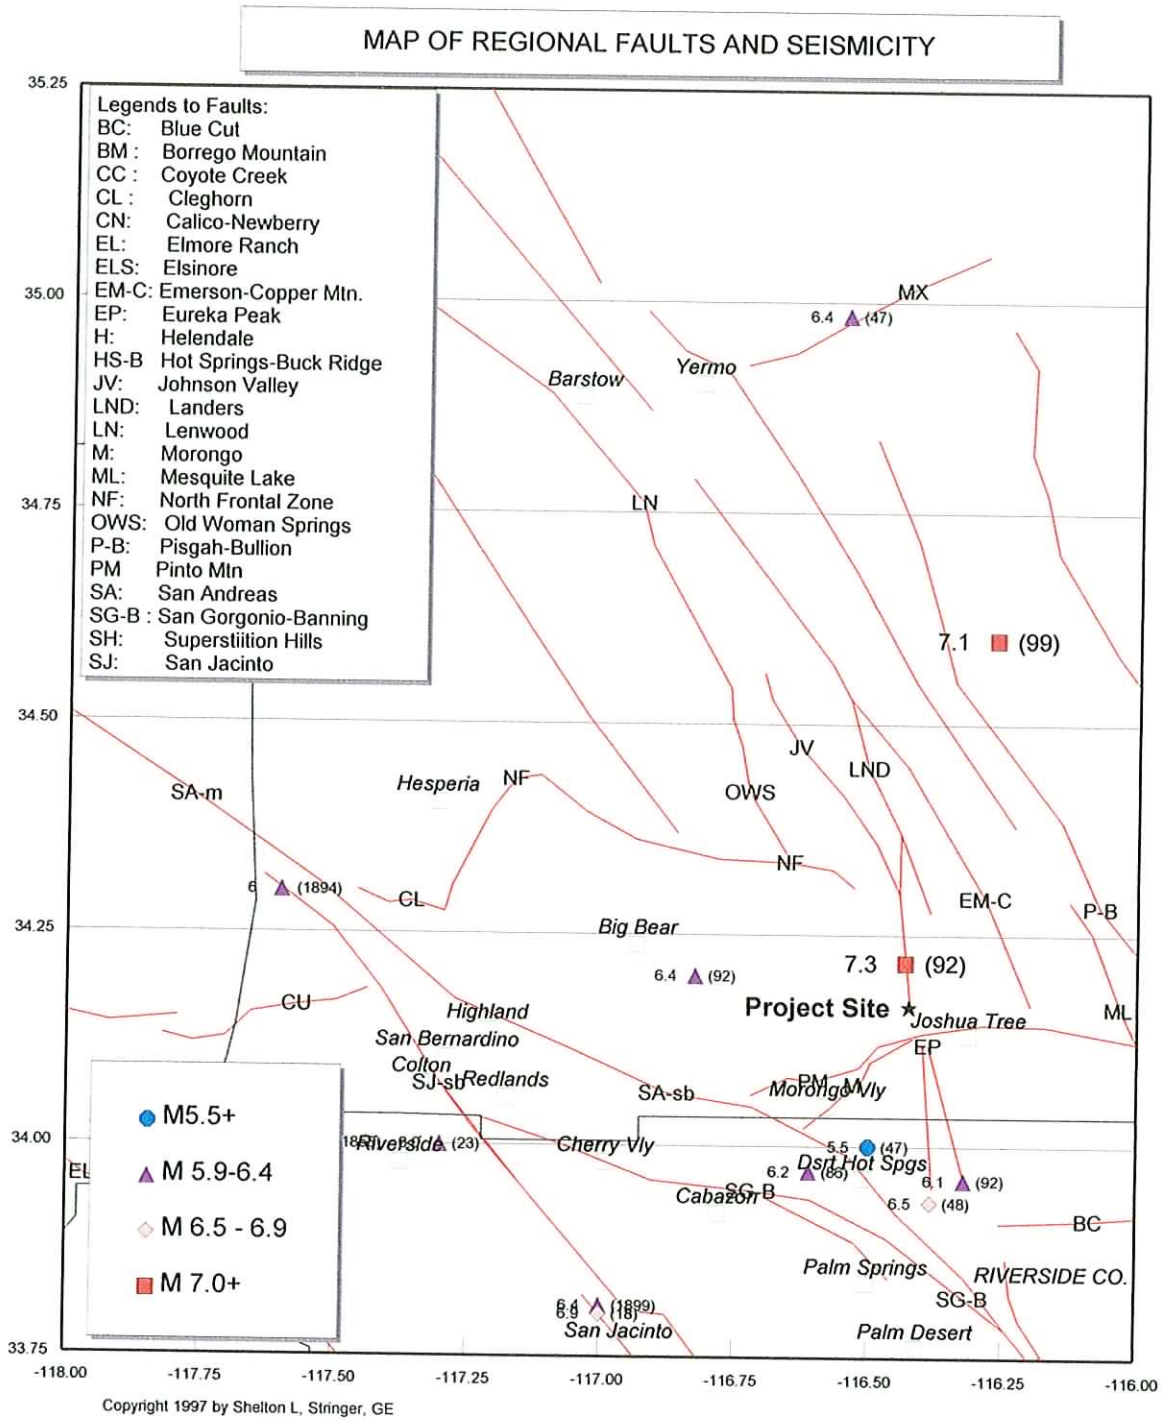 MAP OF REGIONAL FAULTS AND SEISMICITY
35.25
Legends to Faults:
BC: Blue Cut
BM : Borrego Mountain
CC : Coyote Creek
CL : Cleghorn
CN: Calico-Newberry
EL: Elmore Ranch
ELS: Elsinore
EM-C: Emerson-Copper Mtn.
EP: Eureka Peak
H: Helendale
HS-B Hot Springs-Buck Ridge
JV: Johnson Valley
LND: Landers
LN: Lenwood
M: Morongo
ML: Mesquite Lake
NF: North Frontal Zone
OWS: Old Woman Springs
P-B: Pisgah-Bullion
PM Pinto Mtn
SA: San Andreas
SG-B : San Gorgonio-Banning
SH: Superstiition Hills
SJ: San Jacinto
35.00
MX
6.4 (47)
Yermo
Barstow
34.75
LN
7.1 (99)
34.50
JV
LND
Hesperia
NF
SA-m
OWS
NF
6 (1894)
CL
EM-C
P-B
34.25
Big Bear
7.3 (92)
6.4 (92)
CU
Highland
Project Site
Joshua Tree
ML
San Bernardino
EP
Colton
SJ-sb
Redlands
PM
M
Morongo Vly
SA-sb
M5.5+
34.00
Riverside
(23)
Cherry Vly
5.5 (47)
Dsrt Hot Spgs
EL
M 5.9-6.4
6.2 (86)
6.1 (92)
Cabazon
SG-B
6.5 (48)
M 6.5 - 6.9
BC
Palm Springs
RIVERSIDE CO.
M 7.0+
SG-B
6.4 (1899)
6.9 (18)
San Jacinto
Palm Desert
33.75
-118.00 -117.75 -117.50 -117.25 -117.00 -116.75 -116.50 -116.25 -116.00
Copyright 1997 by Shelton L, Stringer, GE